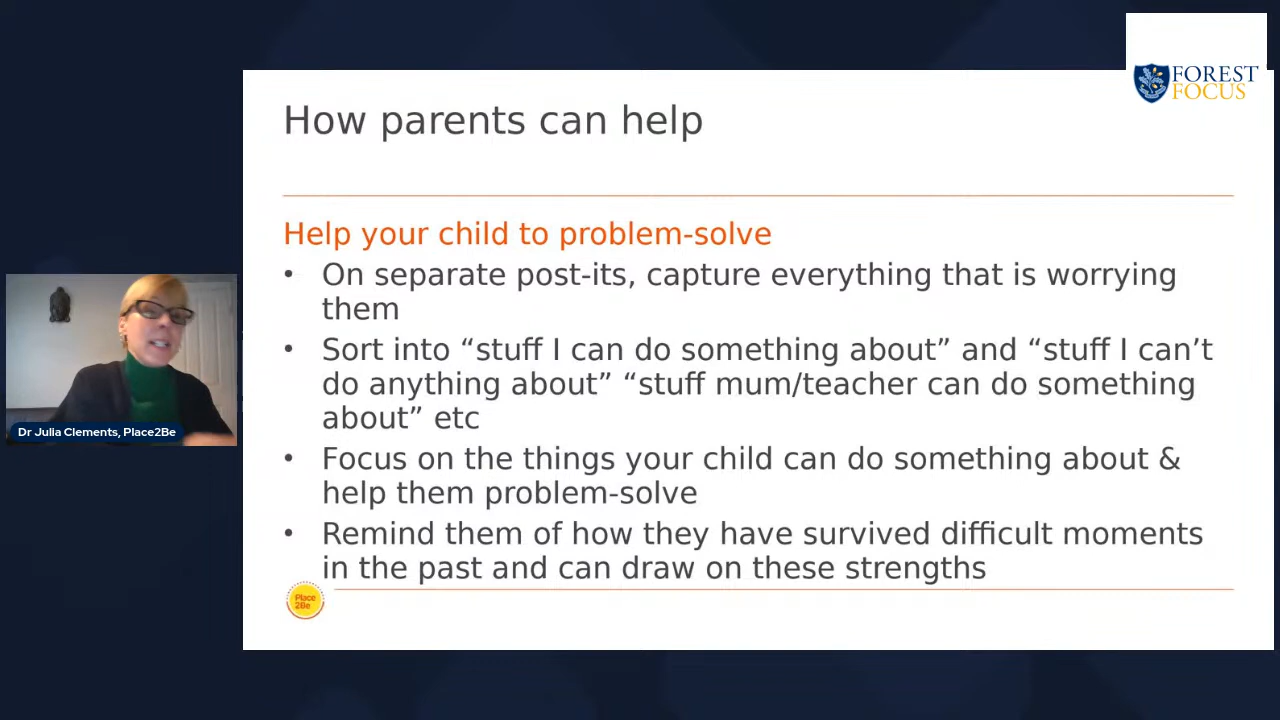 FOREST
FOCUS
How parents can help
Help your child to problem-solve
• On separate post-its, capture everything that is worrying
them
• Sort into “stuff I can do something about” and “stuff I can’t
do anything about” “stuff mum/teacher can do something
about” etc
• Focus on the things your child can do something about &
help them problem-solve
• Remind them of how they have survived difficult moments
in the past and can draw on these strengths
Place
2Be
Dr Julia Clements, Place2Be